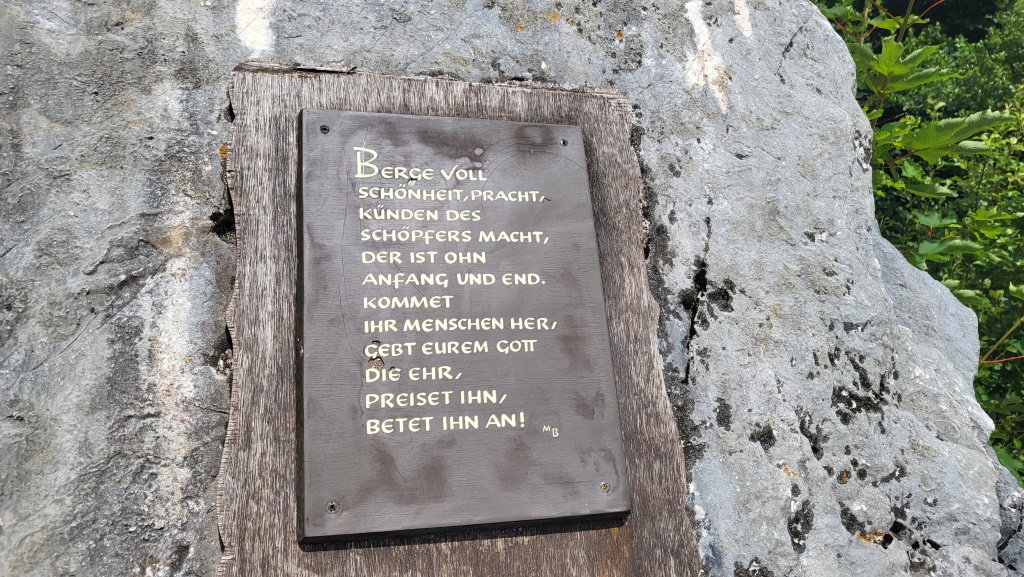 BERGE VOLL
SCHÖNHEIT, PRACHT,
KÜNDEN DES
SCHÖPFERS MACHT,
DER IST OHN
ANFANG UND END.
KOMMET
IHR MENSCHEN HER,
GEBT EUREM GOTT
DIE EHR,
PREISET IHN,
BETET IHN AN!
MB